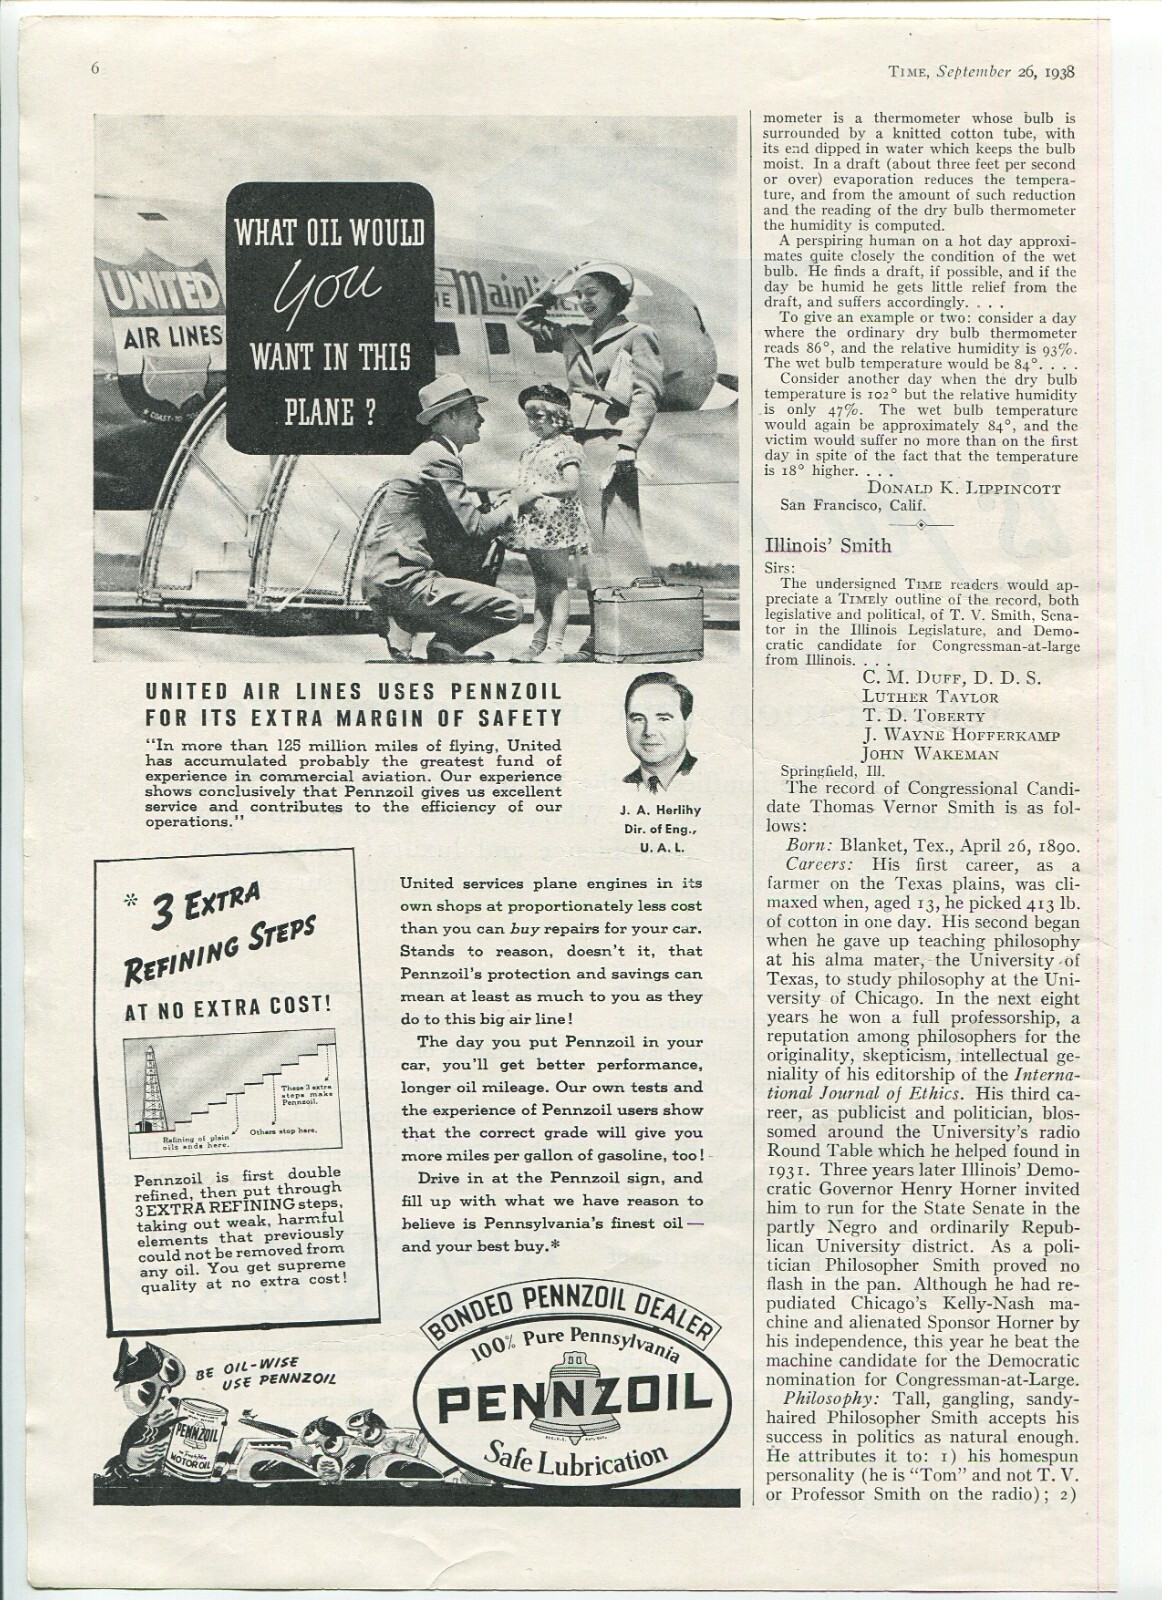 6
TIME, September 26, 1938
WHAT OIL WOULD
you
WANT IN THIS
PLANE ?
UNITED
AIR LINES
THE Mainli
UNITED AIR LINES USES PENNZOIL
FOR ITS EXTRA MARGIN OF SAFETY
"In more than 125 million miles of flying, United
has accumulated probably the greatest fund of
experience in commercial aviation. Our experience
shows conclusively that Pennzoil gives us excellent
service and contributes to the efficiency of our
operations."
J. A. Herlihy
Dir. of Eng.,
U. A. L.
* 3 EXTRA
REFINING STEPS
AT NO EXTRA COST!
These 3 extra
steps make
Pennzoil.
Others stop here.
Refining of plain
oils ends here.
Pennzoil is first double
refined, then put through
3 EXTRA REFINING steps,
taking out weak, harmful
elements that previously
could not be removed from
any oil. You get supreme
quality at no extra cost!
United services plane engines in its
own shops at proportionately less cost
than you can buy repairs for your car.
Stands to reason, doesn't it, that
Pennzoil's protection and savings can
mean at least as much to you as they
do to this big air line!
The day you put Pennzoil in your
car, you'll get better performance,
longer oil mileage. Our own tests and
the experience of Pennzoil users show
that the correct grade will give you
more miles per gallon of gasoline, too!
Drive in at the Pennzoil sign, and
fill up with what we have reason to
believe is Pennsylvania's finest oil—
and your best buy.*
BE OIL-WISE
USE PENNZOIL
PENNZOIL
MOTOR OIL
BONDED PENNZOIL DEALER
100% Pure Pennsylvania
PENNZOIL
Safe Lubrication
mometer is a thermometer whose bulb is
surrounded by a knitted cotton tube, with
its end dipped in water which keeps the bulb
moist. In a draft (about three feet per second
or over) evaporation reduces the tempera-
ture, and from the amount of such reduction
and the reading of the dry bulb thermometer
the humidity is computed.
A perspiring human on a hot day approxi-
mates quite closely the condition of the wet
bulb. He finds a draft, if possible, and if the
day be humid he gets little relief from the
draft, and suffers accordingly. . . .
To give an example or two: consider a day
where the ordinary dry bulb thermometer
reads 86°, and the relative humidity is 93%.
The wet bulb temperature would be 84°. . . .
Consider another day when the dry bulb
temperature is 102° but the relative humidity
is only 47%. The wet bulb temperature
would again be approximately 84°, and the
victim would suffer no more than on the first
day in spite of the fact that the temperature
is 18° higher. . . .
DONALD K. LIPPINCOTT
San Francisco, Calif.
Illinois' Smith
Sirs:
The undersigned TIME readers would ap-
preciate a TIMEly outline of the record, both
legislative and political, of T. V. Smith, Sena-
tor in the Illinois Legislature, and Demo-
cratic candidate for Congressman-at-large
from Illinois. . . .
C. M. DUFF, D. D. S.
LUTHER TAYLOR
T. D. TOBERTY
J. WAYNE HOFFERKAMP
JOHN WAKEMAN
Springfield, Ill.
The record of Congressional Candi-
date Thomas Vernor Smith is as fol-
lows:
Born: Blanket, Tex., April 26, 1890.
Careers: His first career, as a
farmer on the Texas plains, was cli-
maxed when, aged 13, he picked 413 lb.
of cotton in one day. His second began
when he gave up teaching philosophy
at his alma mater, the University of
Texas, to study philosophy at the Uni-
versity of Chicago. In the next eight
years he won a full professorship, a
reputation among philosophers for the
originality, skepticism, intellectual ge-
niality of his editorship of the Interna-
tional Journal of Ethics. His third ca-
reer, as publicist and politician, blos-
somed around the University's radio
Round Table which he helped found in
1931. Three years later Illinois' Demo-
cratic Governor Henry Horner invited
him to run for the State Senate in the
partly Negro and ordinarily Repub-
lican University district. As a poli-
tician Philosopher Smith proved no
flash in the pan. Although he had re-
pudiated Chicago's Kelly-Nash ma-
chine and alienated Sponsor Horner by
his independence, this year he beat the
machine candidate for the Democratic
nomination for Congressman-at-Large.
Philosophy: Tall, gangling, sandy-
haired Philosopher Smith accepts his
success in politics as natural enough.
He attributes it to: 1) his homespun
personality (he is "Tom" and not T. V.
or Professor Smith on the radio); 2)